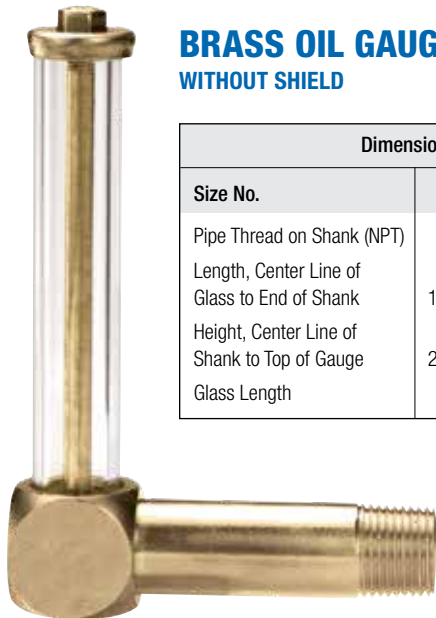 BRASS OIL GAUG
WITHOUT SHIELD
Dimensio
Size No.
Pipe Thread on Shank (NPT)
Length, Center Line of
Glass to End of Shank 1
Height, Center Line of
Shank to Top of Gauge 2
Glass Length